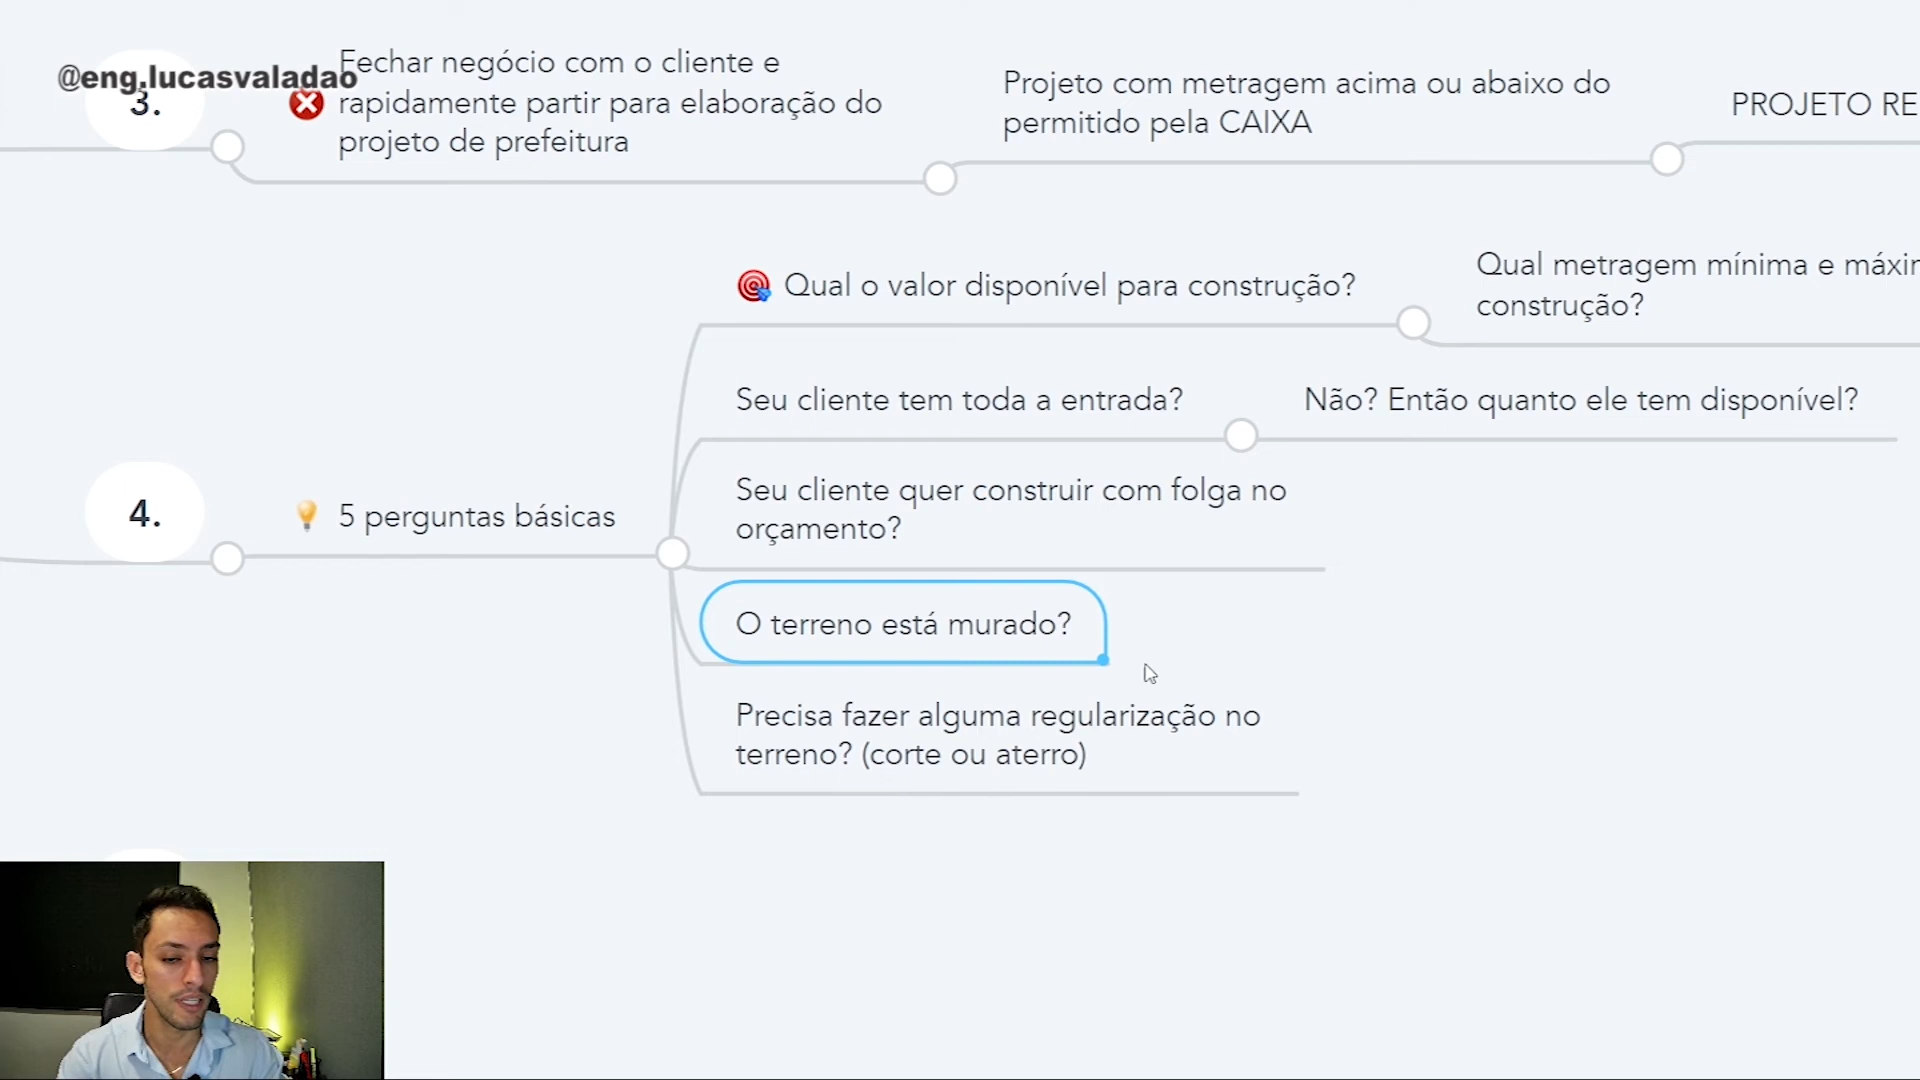 @eng.lucasvaladao
3.
Fechar negócio com o cliente e
rapidamente partir para elaboração do
projeto de prefeitura
Projeto com metragem acima ou abaixo do
permitido pela CAIXA
PROJETO RE
Qual o valor disponível para construção?
Qual metragem mínima e máxi
construção?
Seu cliente tem toda a entrada?
Não? Então quanto ele tem disponível?
Seu cliente quer construir com folga no
orçamento?
4.
5 perguntas básicas
O terreno está murado?
Precisa fazer alguma regularização no
terreno? (corte ou aterro)